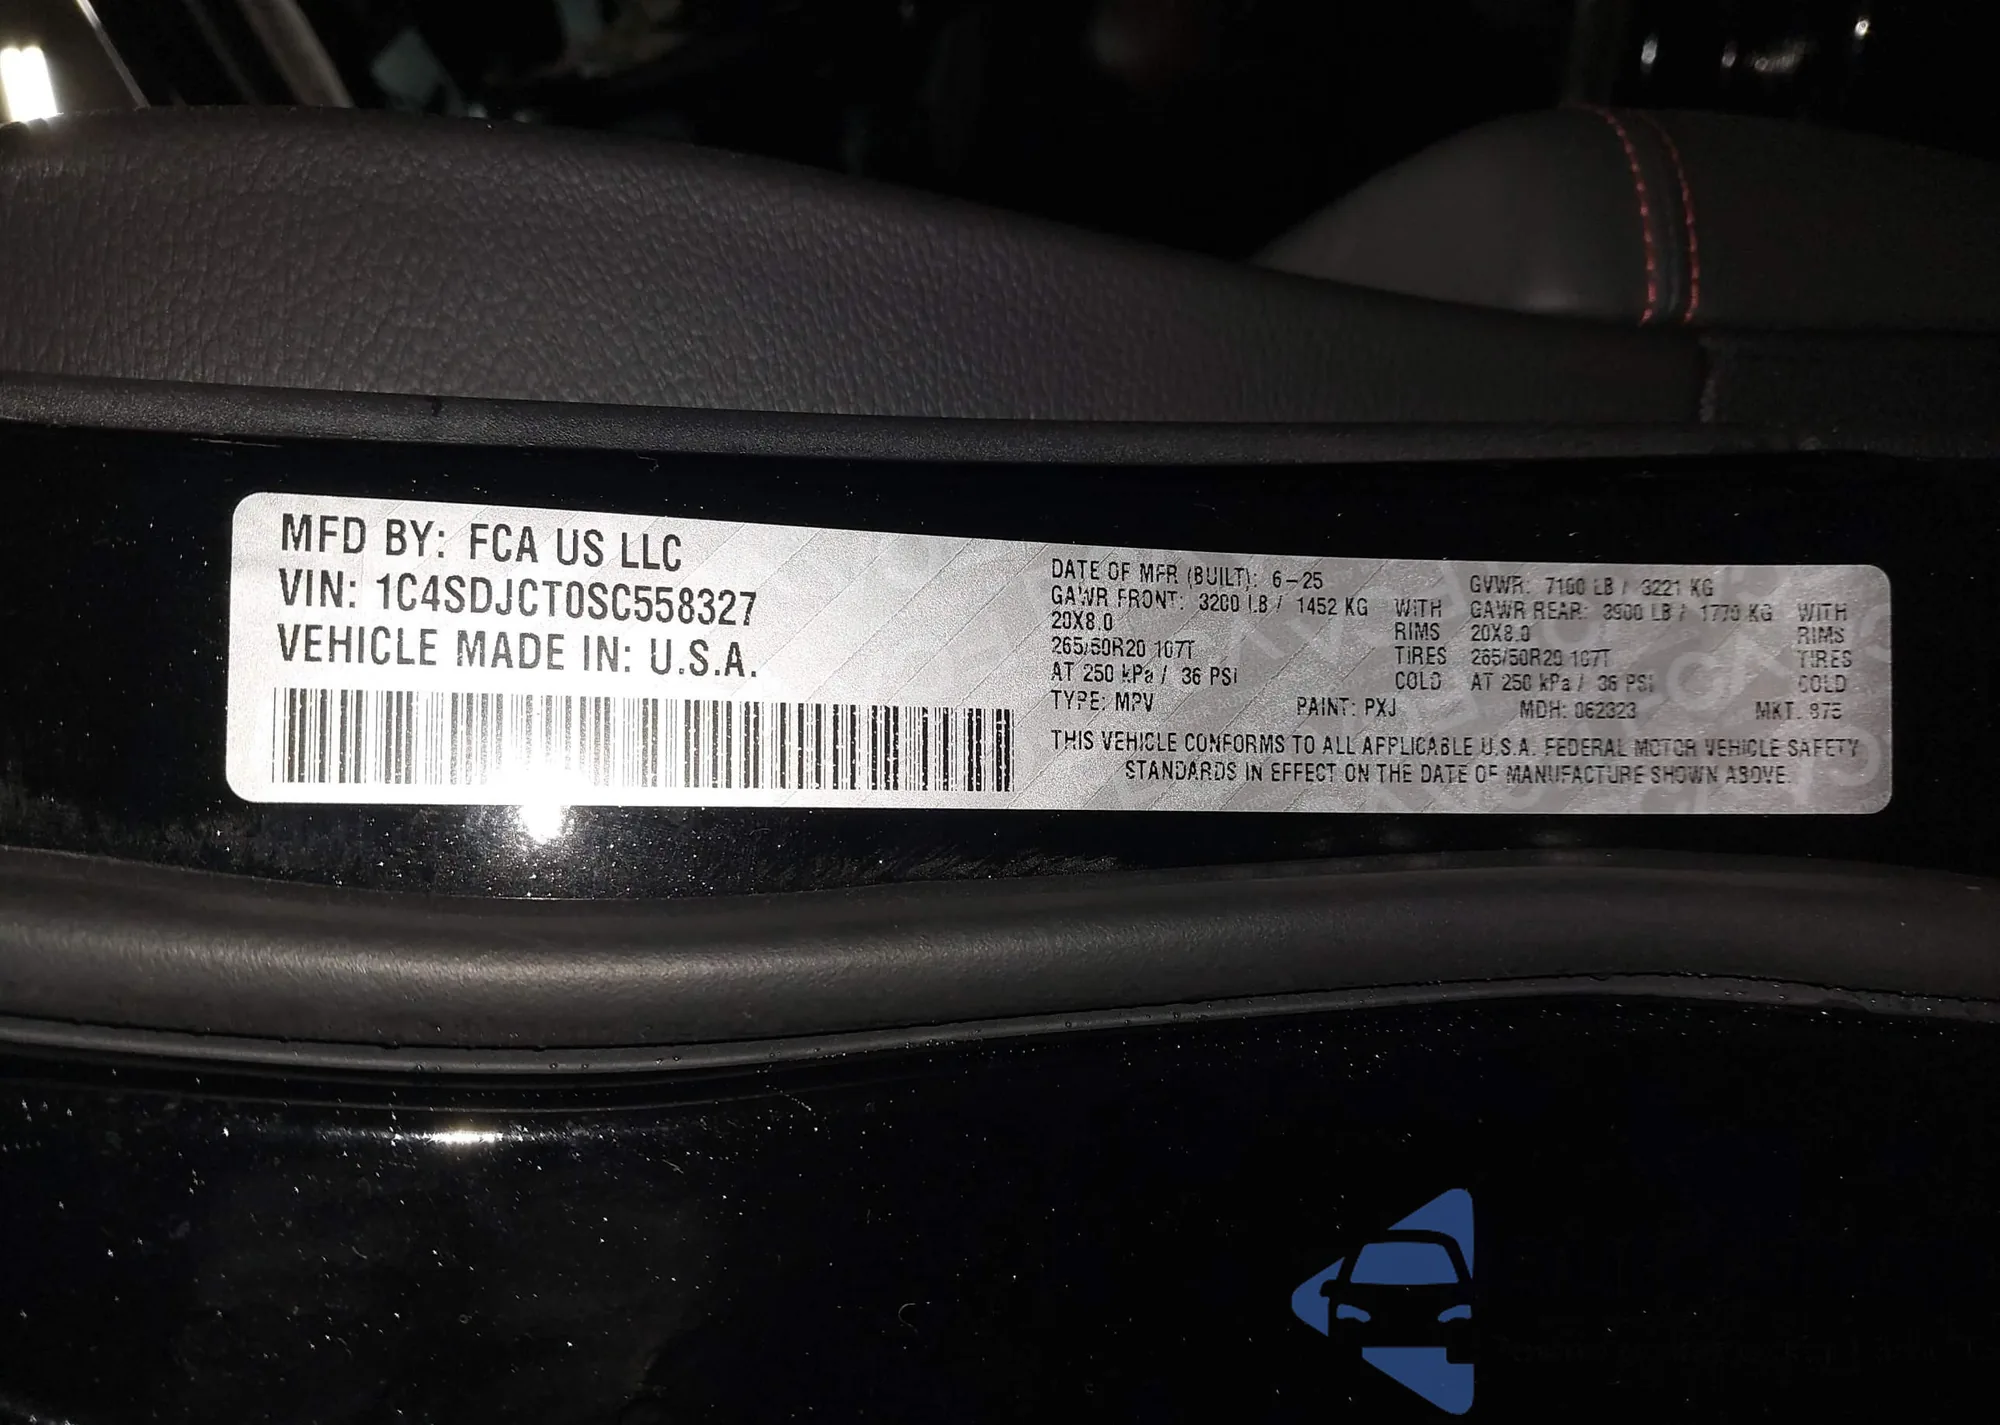 MFD BY: FCA US LLC
VIN: 1C4SDJCT0SC558327
VEHICLE MADE IN: U.S.A.
DATE OF MFR (BUILT): 6-25 GVWR: 7100 LB / 3221 KG
GAWR FRONT: 3200 LB / 1452 KG WITH GAWR REAR: 3900 LB / 1770 KG WITH
20X8.0 RIMS 20X8.0 RIMS
265/50R20 107T TIRES 265/50R20 107T TIRES
AT 250 kPa / 36 PSI COLD AT 250 kPa / 36 PSI COLD
TYPE: MPV PAINT: PXJ MDH: 062323 MKT:
THIS VEHICLE CONFORMS TO ALL APPLICABLE U.S.A. FEDERAL MOTOR VEHICLE SAFETY
STANDARDS IN EFFECT ON THE DATE OF MANUFACTURE SHOWN ABOVE.